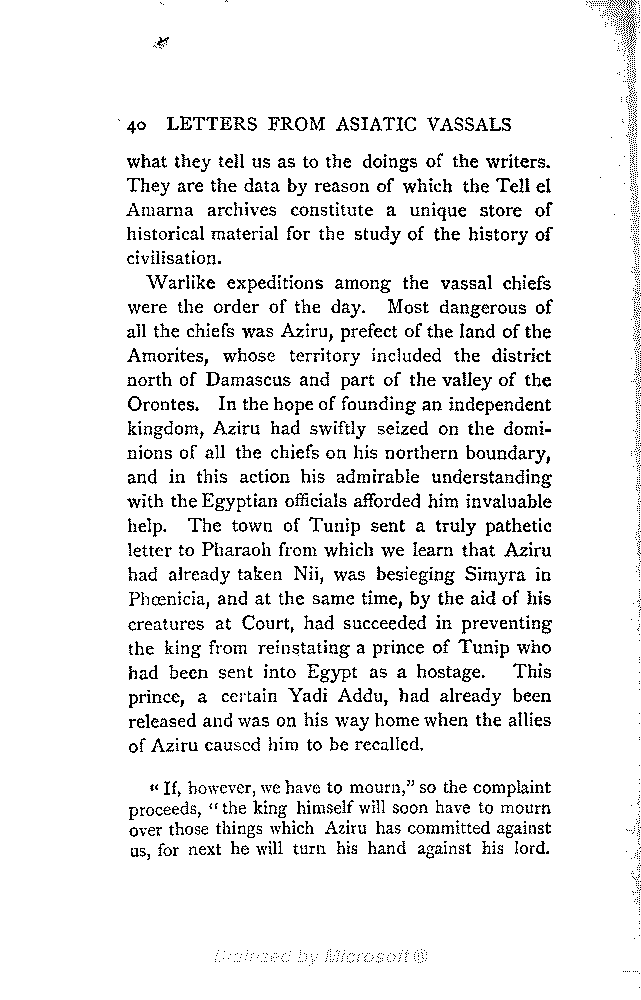 40 LETTERS FROM ASIATIC VASSALS
what they tell us as to the doings of the writers.
They are the data by reason of which the Tell el
Amarna archives constitute a unique store of
historical material for the study of the history of
civilisation.
Warlike expeditions among the vassal chiefs
were the order of the day. Most dangerous of
all the chiefs was Aziru, prefect of the land of the
Amorites, whose territory included the district
north of Damascus and part of the valley of the
Orontes. In the hope of founding an independent
kingdom, Aziru had swiftly seized on the domi-
nions of all the chiefs on his northern boundary,
and in this action his admirable understanding
with the Egyptian officials afforded him invaluable
help. The town of Tunip sent a truly pathetic
letter to Pharaoh from which we learn that Aziru
had already taken Nii, was besieging Simyra in
Phœnicia, and at the same time, by the aid of his
creatures at Court, had succeeded in preventing
the king from reinstating a prince of Tunip who
had been sent into Egypt as a hostage. This
prince, a certain Yadi Addu, had already been
released and was on his way home when the allies
of Aziru caused him to be recalled.
“If, however, we have to mourn,” so the complaint
proceeds, “the king himself will soon have to mourn
over those things which Aziru has committed against
us, for next he will turn his hand against his lord.
Digitized by Microsoft®